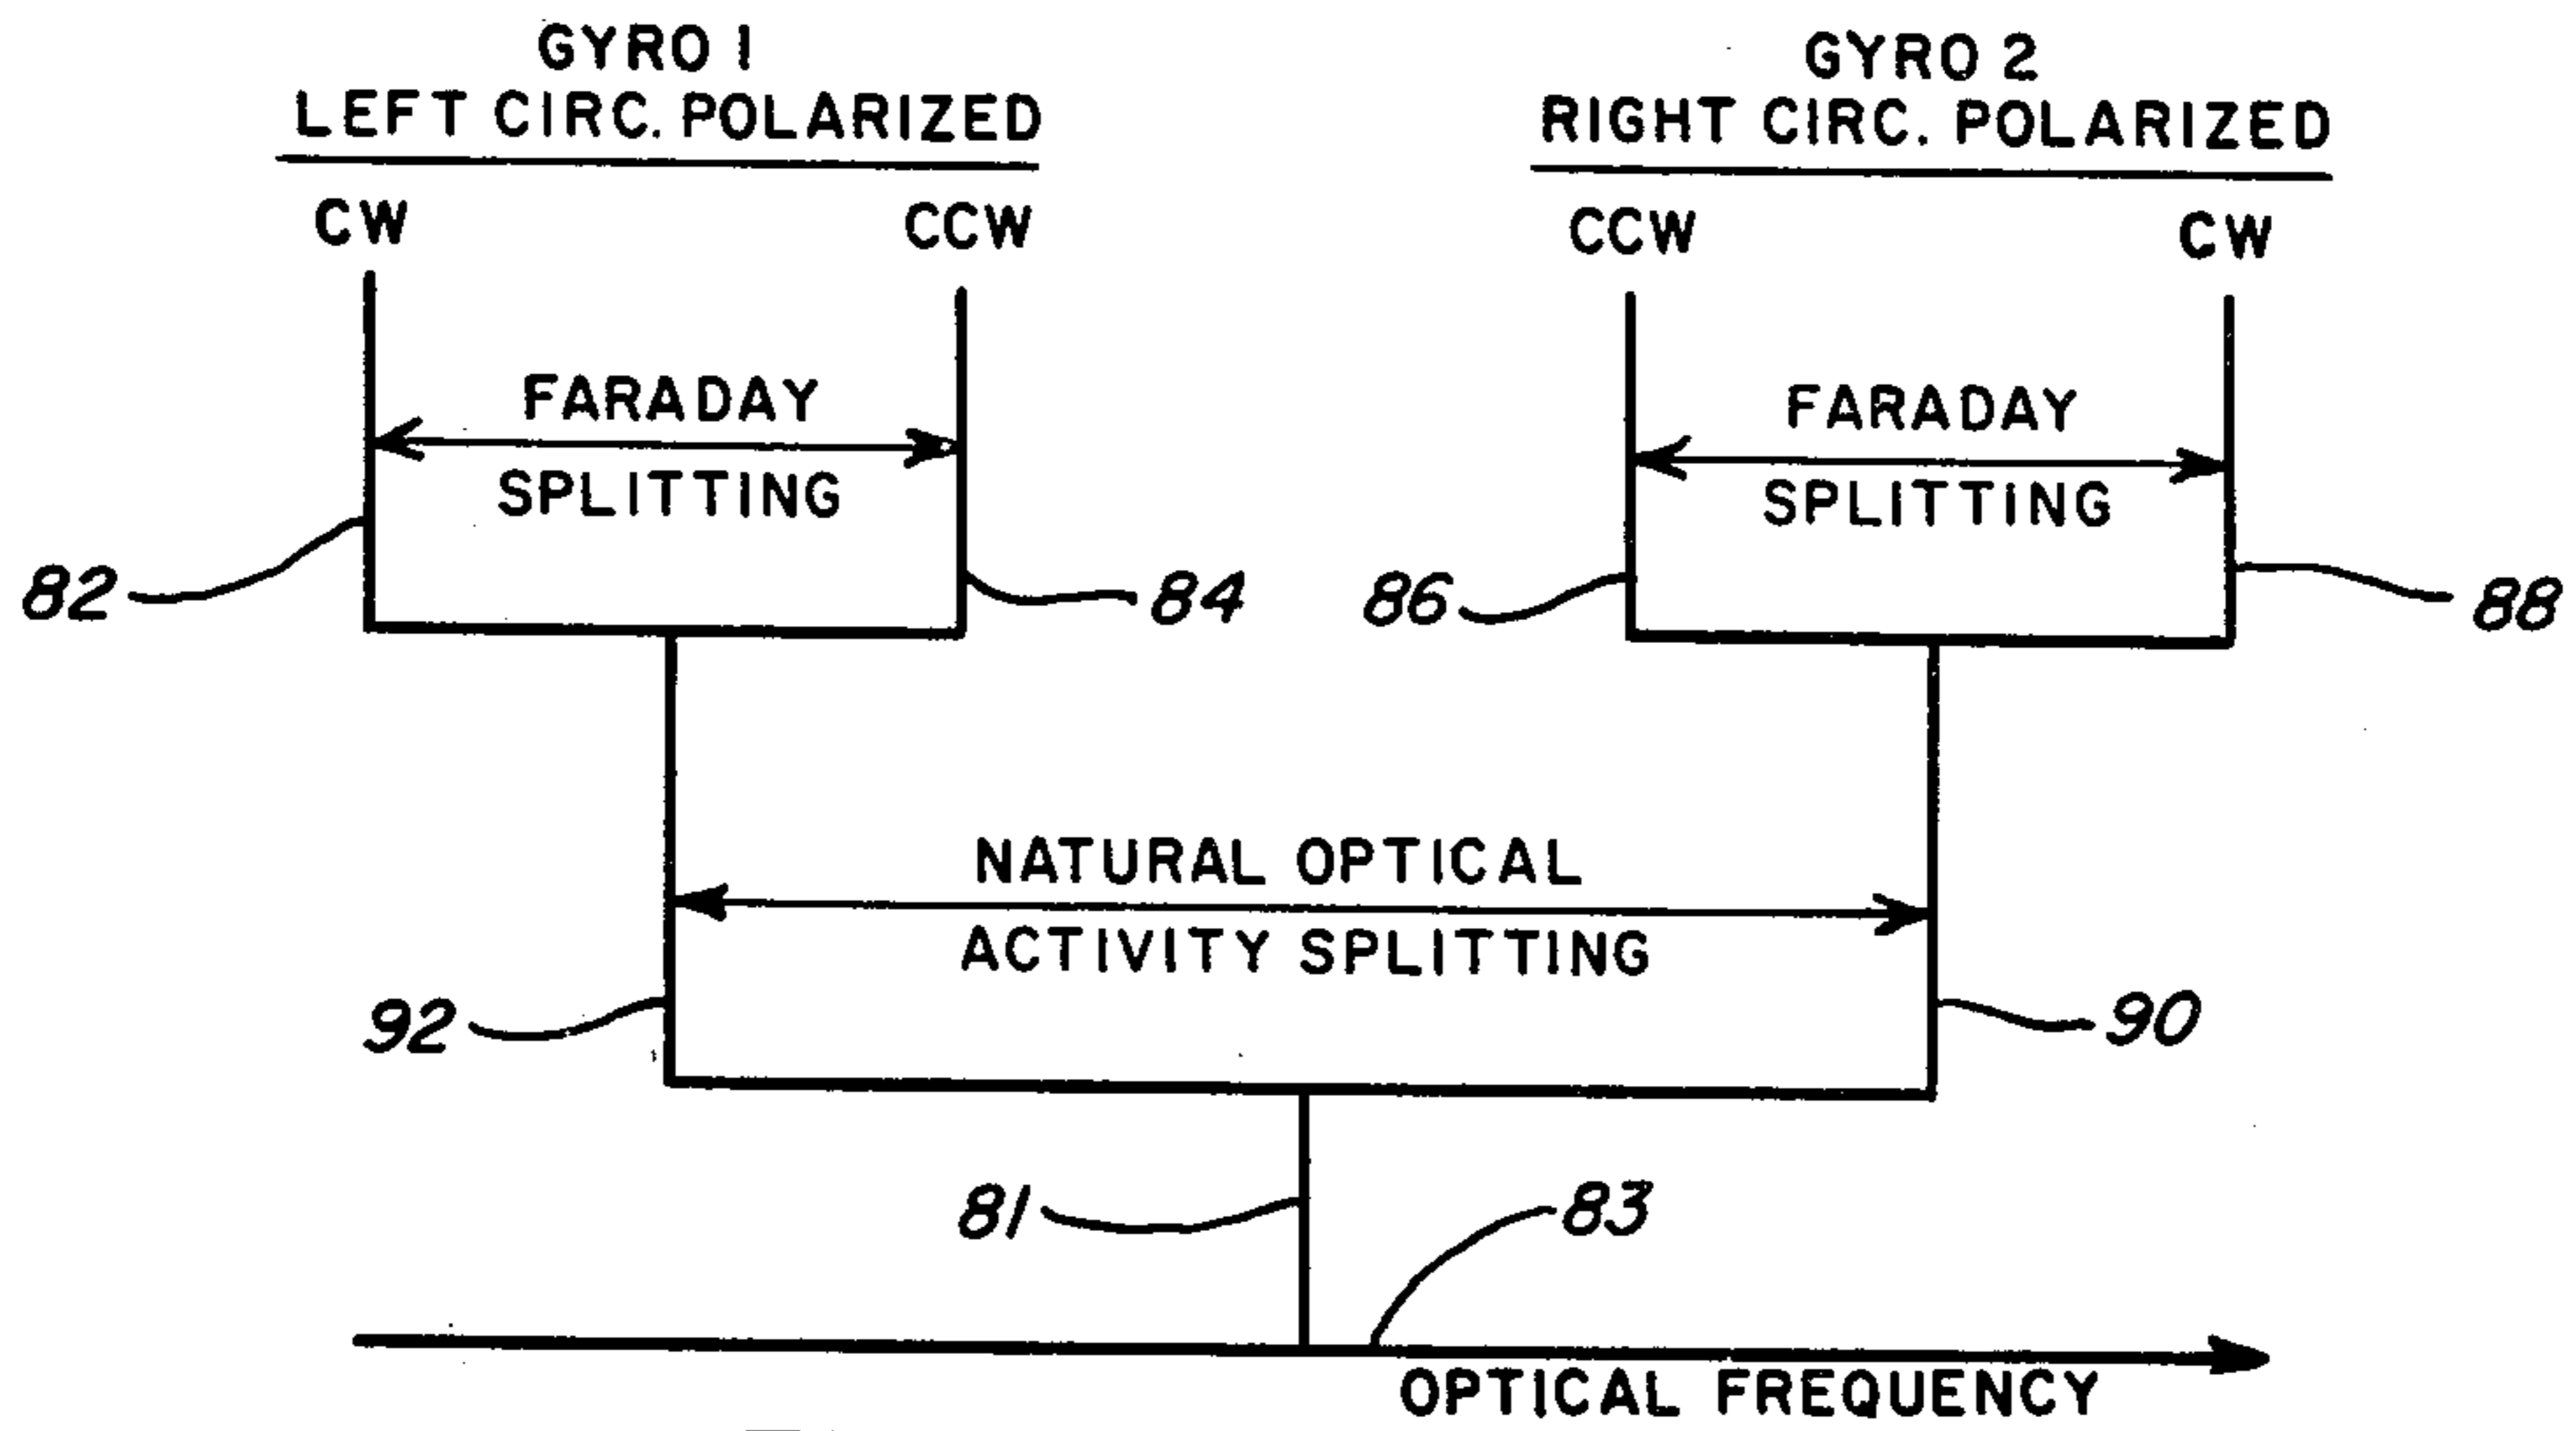 GYRO 1
LEFT CIRC. POLARIZED
CW
CCW
FARADAY
SPLITTING
82
84
GYRO 2
RIGHT CIRC. POLARIZED
CCW
CW
FARADAY
SPLITTING
86
88
NATURAL OPTICAL
ACTIVITY SPLITTING
92
90
81
83
OPTICAL FREQUENCY